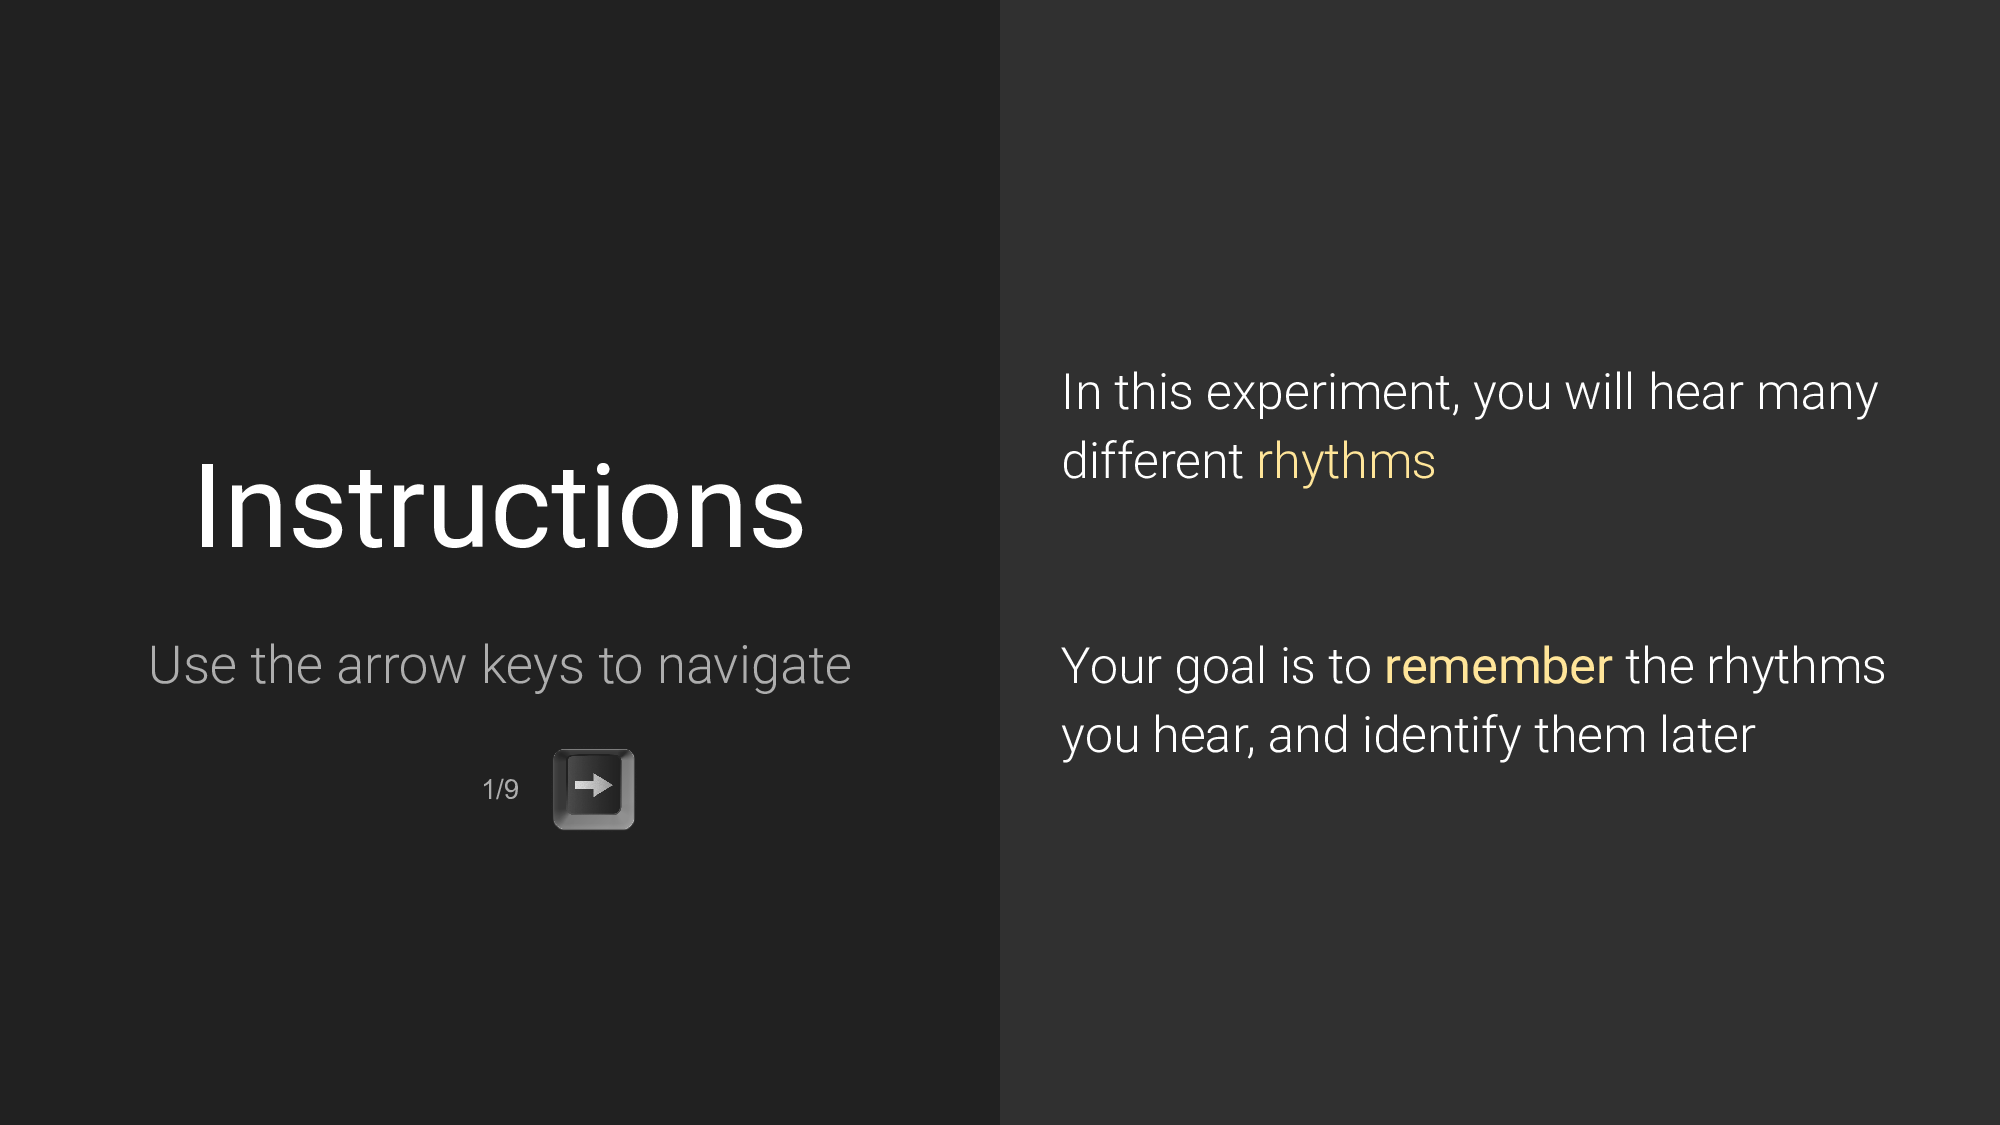 Instructions
Use the arrow keys to navigate
1/9
In this experiment, you will hear many
different rhythms
Your goal is to remember the rhythms
you hear, and identify them later